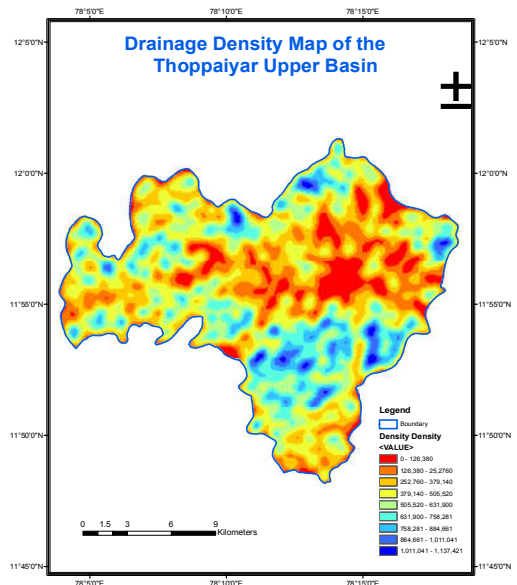 78°5'0"E 78°10'0"E 78°15'0"E
Drainage Density Map of the
Thoppaiyar Upper Basin
12°5'0"N 12°5'0"N
12°0'0"N 12°0'0"N
11°55'0"N 11°55'0"N
11°50'0"N 11°50'0"N
11°45'0"N 11°45'0"N
Legend
Boundary
Density Density
<VALUE>
0 - 126,380
126,380 - 25,2760
252,760 - 379,140
379,140 - 505,520
505,520 - 631,900
631,900 - 758,281
758,281 - 884,661
884,661 - 1,011,041
1,011,041 - 1,137,421
0 1.5 3 6 9
Kilometers
78°5'0"E 78°10'0"E 78°15'0"E